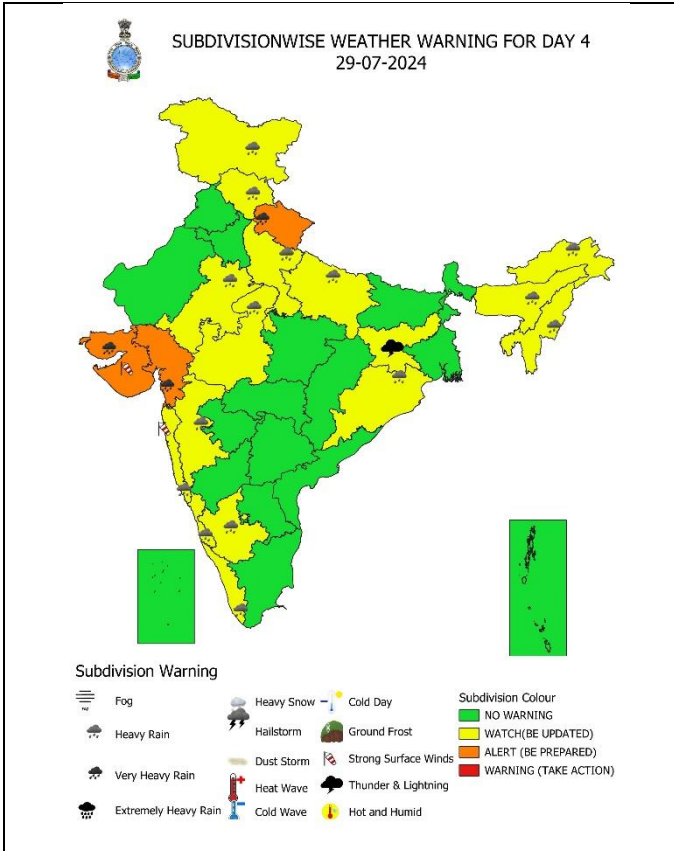 SUBDIVISIONWISE WEATHER WARNING FOR DAY 4
29-07-2024
Subdivision Warning
Fog
Heavy Rain
Very Heavy Rain
Extremely Heavy Rain
Heavy Snow
Hailstorm
Dust Storm
Heat Wave
Cold Wave
Cold Day
Ground Frost
Strong Surface Winds
Thunder & Lightning
Hot and Humid
Subdivision Colour
NO WARNING
WATCH(BE UPDATED)
ALERT (BE PREPARED)
WARNING (TAKE ACTION)